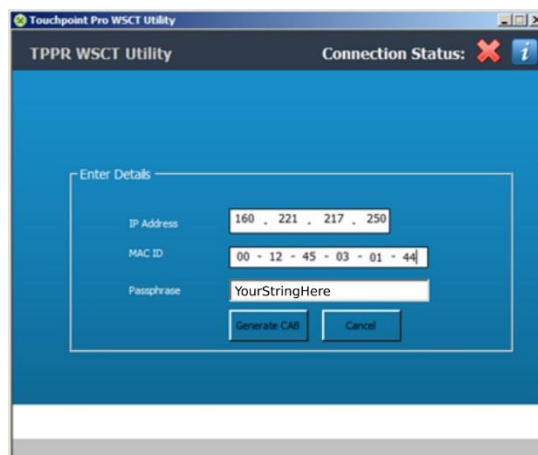 Touchpoint Pro WSCT Utility
TPPR WSCT Utility Connection Status:
Enter Details
IP Address 160 . 221 . 217 . 250
MAC ID 00 - 12 - 45 - 03 - 01 - 44
Passphrase YourStringHere
Generate CAB Cancel